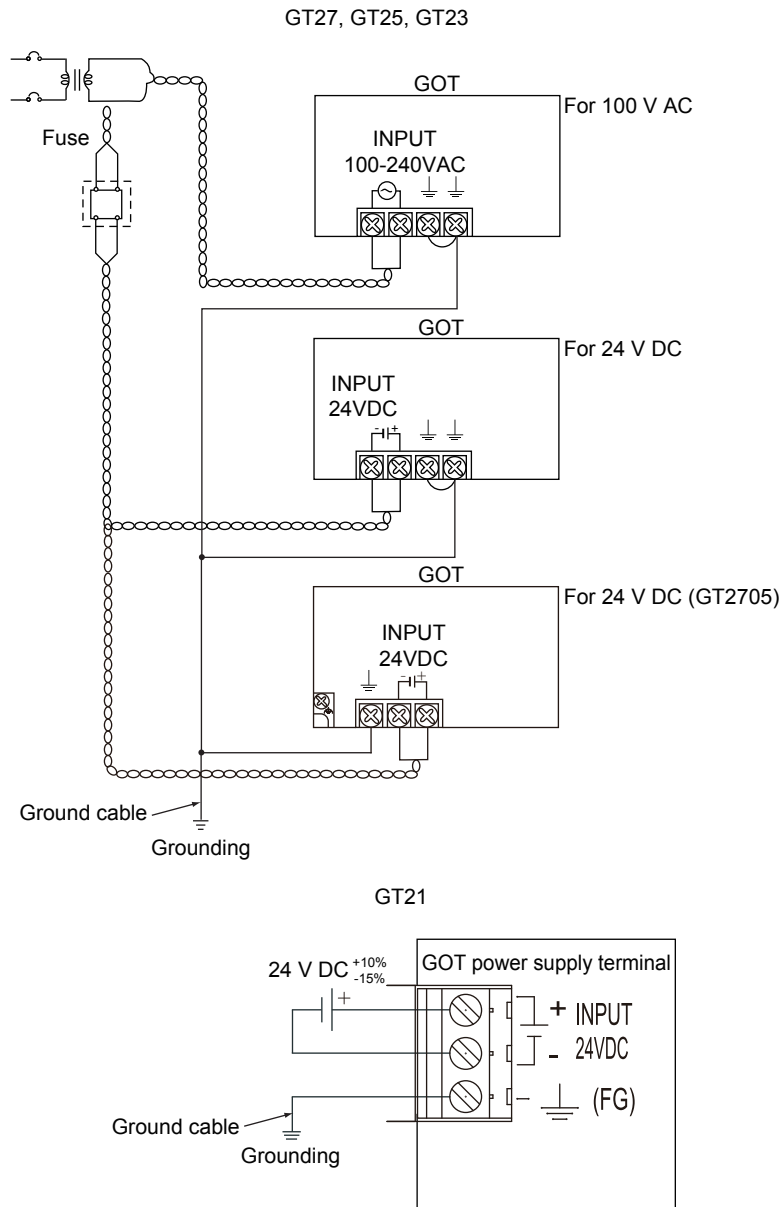 GT27, GT25, GT23
GOT
For 100 V AC
Fuse
INPUT
100-240VAC
GOT
For 24 V DC
INPUT
24VDC
- +
GOT
For 24 V DC (GT2705)
INPUT
24VDC
- +
Ground cable
Grounding
GT21
24 V DC +10%
-15%
GOT power supply terminal
+
+ INPUT
- 24VDC
(FG)
Ground cable
Grounding